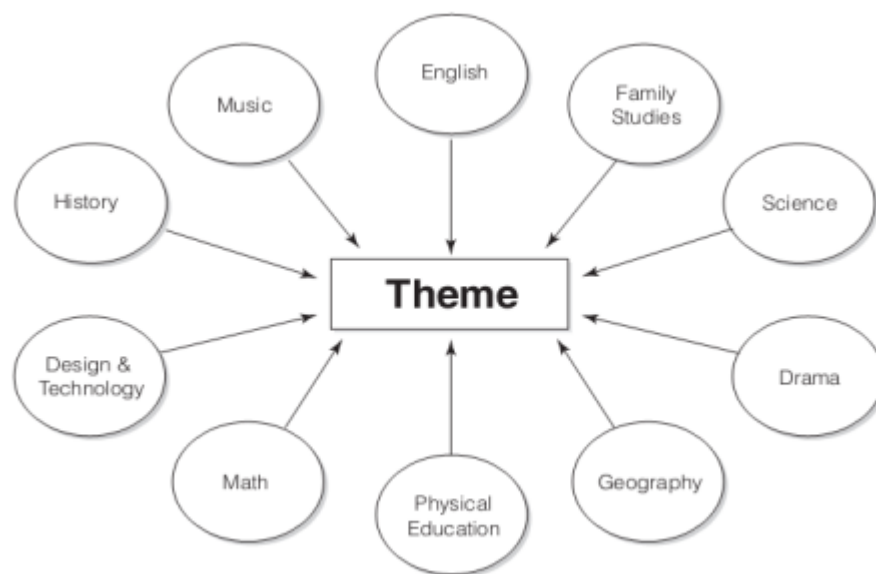 English
Music
Family
Studies
History
Science
Theme
Design &
Technology
Drama
Math
Geography
Physical
Education